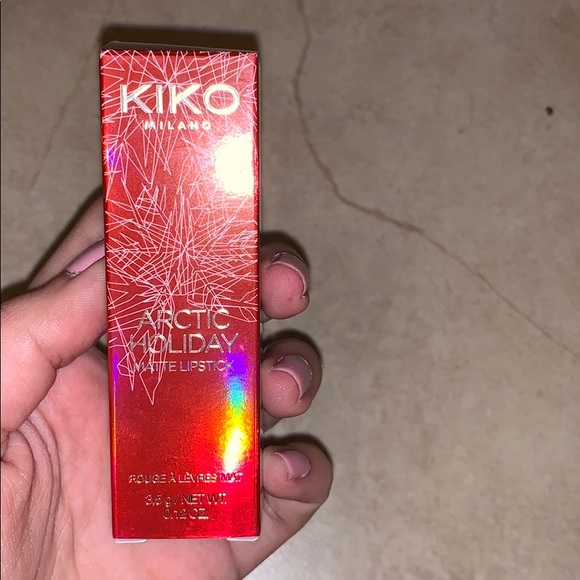 KIKO
MILANO
ARCTIC
HOLIDAY
MATTE LIPSTICK
ROUGE À LÈVRES MAT
3.5 g / NET WT.
0.12 OZ.